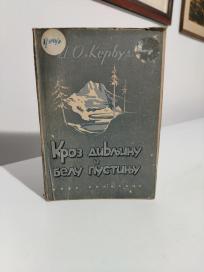 О. Кервуд
Кроз дивљину
и
белу пустињу